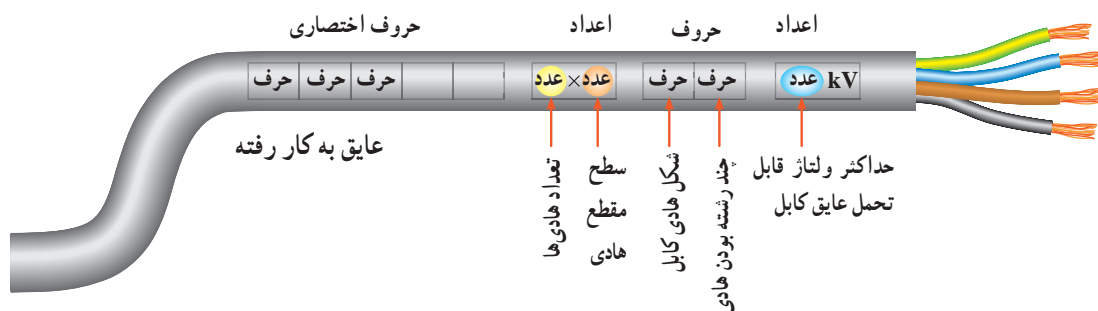 حروف اختصاری
اعداد
حروف
اعداد
حرف حرف حرف
عدد×عدد
حرف حرف
عدد kV
عایق به کار رفته
تعداد هادی‌ها
سطح
مقطع
هادی
شکل هادی کابل
چند رشته بودن هادی
حداکثر ولتاژ قابل
تحمل عایق کابل